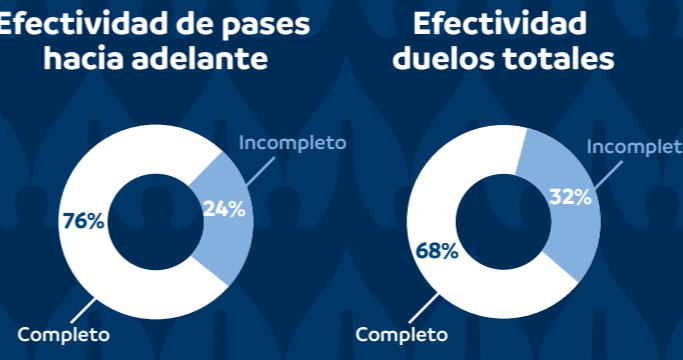 Efectividad de pases
hacia adelante
Incompleto
24%
76%
Completo
Efectividad
duelos totales
Incomplet
32%
68%
Completo